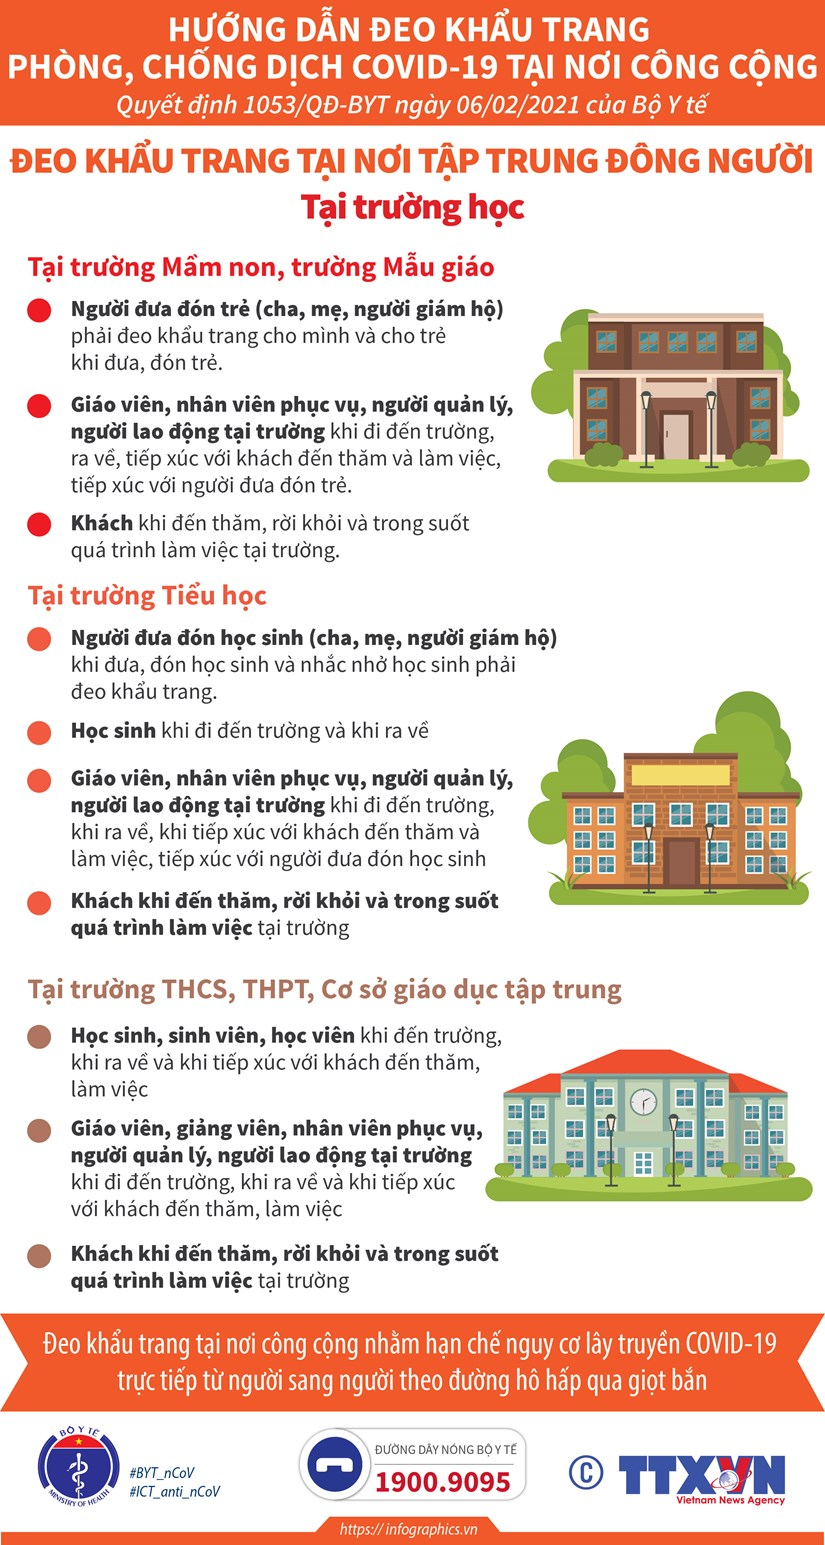 HƯỚNG DẪN ĐEO KHẨU TRANG
PHÒNG, CHỐNG DỊCH COVID-19 TẠI NƠI CÔNG CỘNG
Quyết định 1053/QĐ-BYT ngày 06/02/2021 của Bộ Y tế
ĐEO KHẨU TRANG TẠI NƠI TẬP TRUNG ĐÔNG NGƯỜI
Tại trường học
Tại trường Mầm non, trường Mẫu giáo
Người đưa đón trẻ (cha, mẹ, người giám hộ)
phải đeo khẩu trang cho mình và cho trẻ
khi đưa, đón trẻ.
Giáo viên, nhân viên phục vụ, người quản lý,
người lao động tại trường khi đi đến trường,
ra về, tiếp xúc với khách đến thăm và làm việc,
tiếp xúc với người đưa đón trẻ.
Khách khi đến thăm, rời khỏi và trong suốt
quá trình làm việc tại trường.
Tại trường Tiểu học
Người đưa đón học sinh (cha, mẹ, người giám hộ)
khi đưa, đón học sinh và nhắc nhở học sinh phải
đeo khẩu trang.
Học sinh khi đi đến trường và khi ra về
Giáo viên, nhân viên phục vụ, người quản lý,
người lao động tại trường khi đi đến trường,
khi ra về, khi tiếp xúc với khách đến thăm và
làm việc, tiếp xúc với người đưa đón học sinh
Khách khi đến thăm, rời khỏi và trong suốt
quá trình làm việc tại trường
Tại trường THCS, THPT, Cơ sở giáo dục tập trung
Học sinh, sinh viên, học viên khi đến trường,
khi ra về và khi tiếp xúc với khách đến thăm,
làm việc
Giáo viên, giảng viên, nhân viên phục vụ,
người quản lý, người lao động tại trường
khi đi đến trường, khi ra về và khi tiếp xúc
với khách đến thăm, làm việc
Khách khi đến thăm, rời khỏi và trong suốt
quá trình làm việc tại trường
Đeo khẩu trang tại nơi công cộng nhằm hạn chế nguy cơ lây truyền COVID-19
trực tiếp từ người sang người theo đường hô hấp qua giọt bắn
BỘ Y TẾ
MINISTRY OF HEALTH
#BYT_nCoV
#ICT_anti_nCoV
ĐƯỜNG DÂY NÓNG BỘ Y TẾ
1900.9095
© TTXVN
Vietnam News Agency
https:// infographics.vn